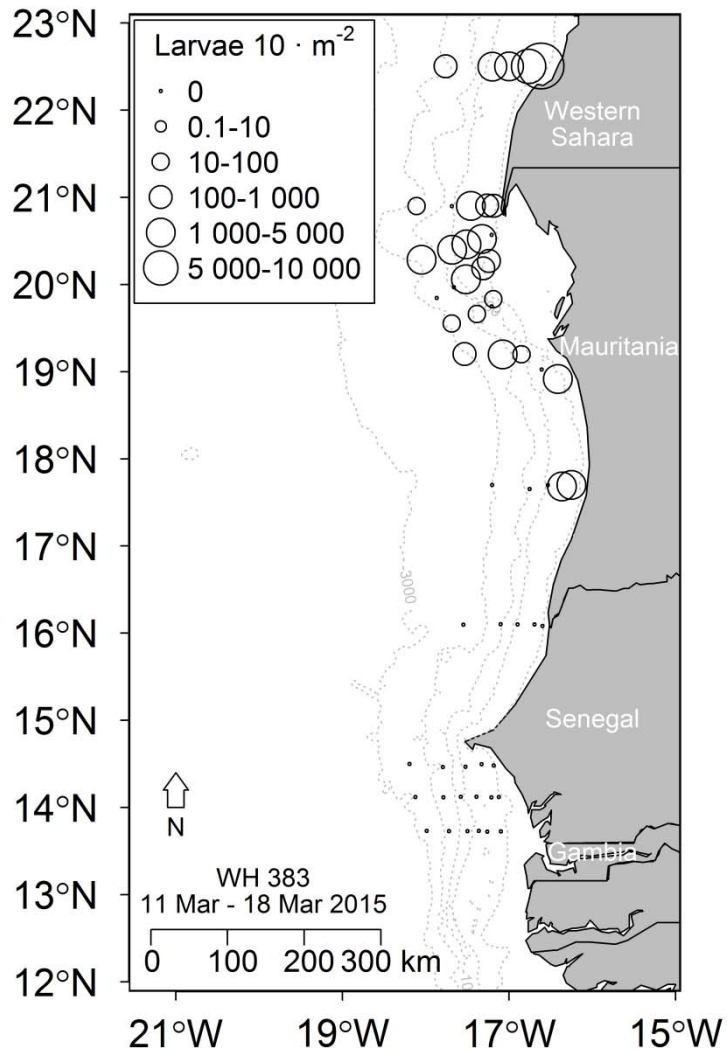 23°N
22°N
21°N
20°N
19°N
18°N
17°N
16°N
15°N
14°N
13°N
12°N
Larvae 10 · m⁻²
0
0.1-10
10-100
100-1 000
1 000-5 000
5 000-10 000
Western
Sahara
Mauritania
3000
Senegal
N
Gambia
WH 383
11 Mar - 18 Mar 2015
0 100 200 300 km
21°W 19°W 17°W 15°W